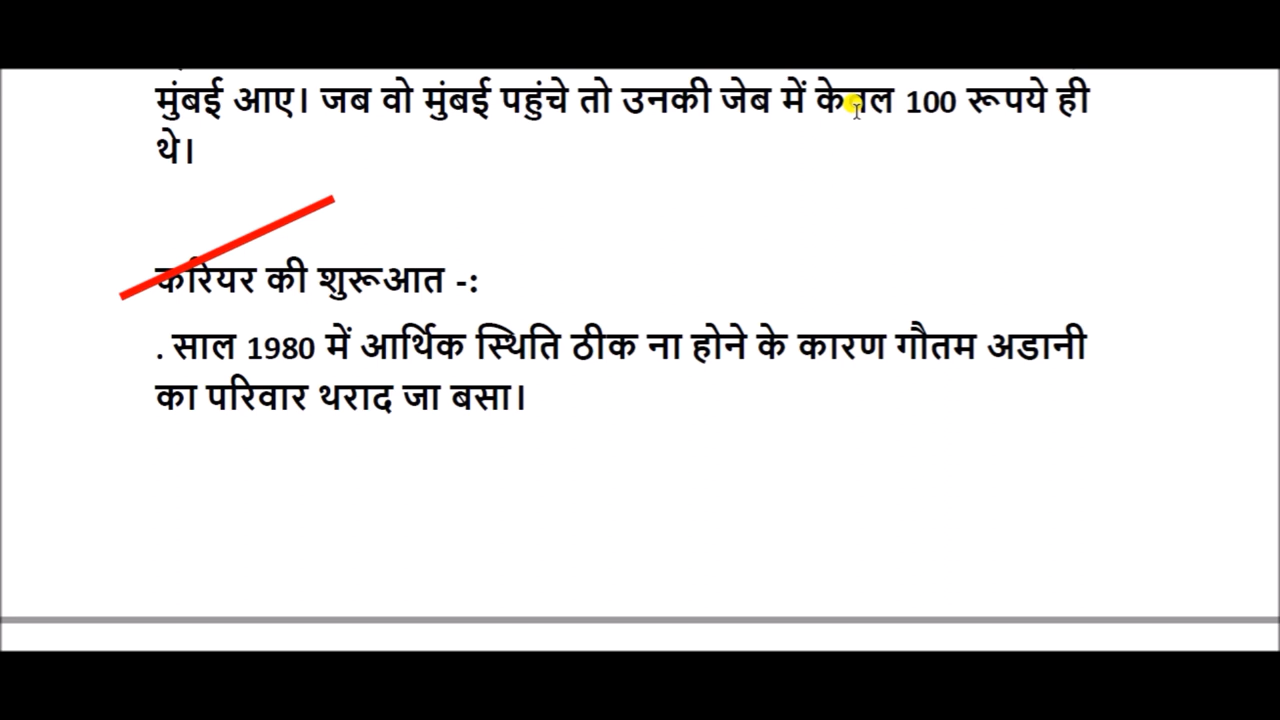 मुंबई आए। जब वो मुंबई पहुंचे तो उनकी जेब में केवल 100 रूपये ही
थे।
करियर की शुरूआत -:
. साल 1980 में आर्थिक स्थिति ठीक ना होने के कारण गौतम अडानी
का परिवार थराद जा बसा।